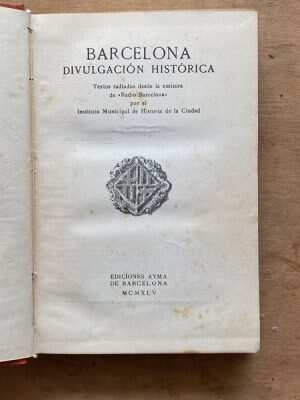 BARCELONA
DIVULGACIÓN HISTÓRICA
Textos radiados desde la emisora
de «Radio Barcelona»
por el
Instituto Municipal de Historia de la Ciudad
EDICIONES AYMA
DE BARCELONA
MCMXLV